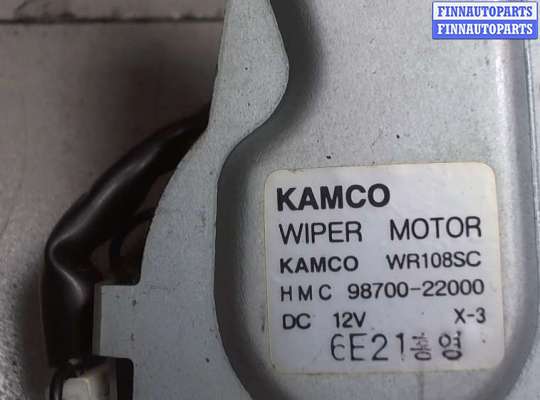 FINNAUTOPARTS
FINNAUTOPARTS
KAMCO
WIPER MOTOR
KAMCO WR108SC
HMC 98700-22000
DC 12V X-3
6E21홍영